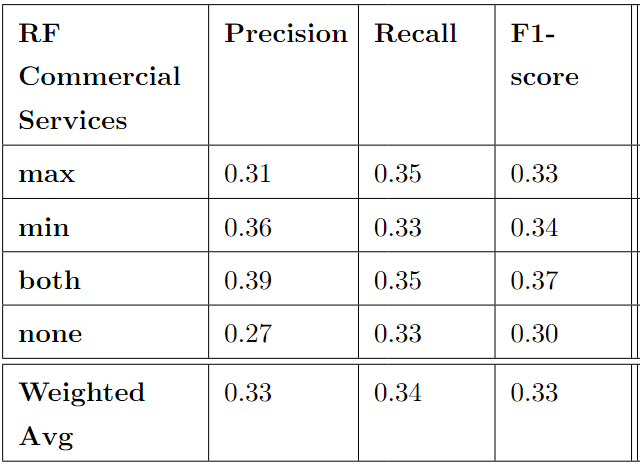 RF Precision Recall F1-
Commercial score
Services
max 0.31 0.35 0.33
min 0.36 0.33 0.34
both 0.39 0.35 0.37
none 0.27 0.33 0.30
Weighted 0.33 0.34 0.33
Avg